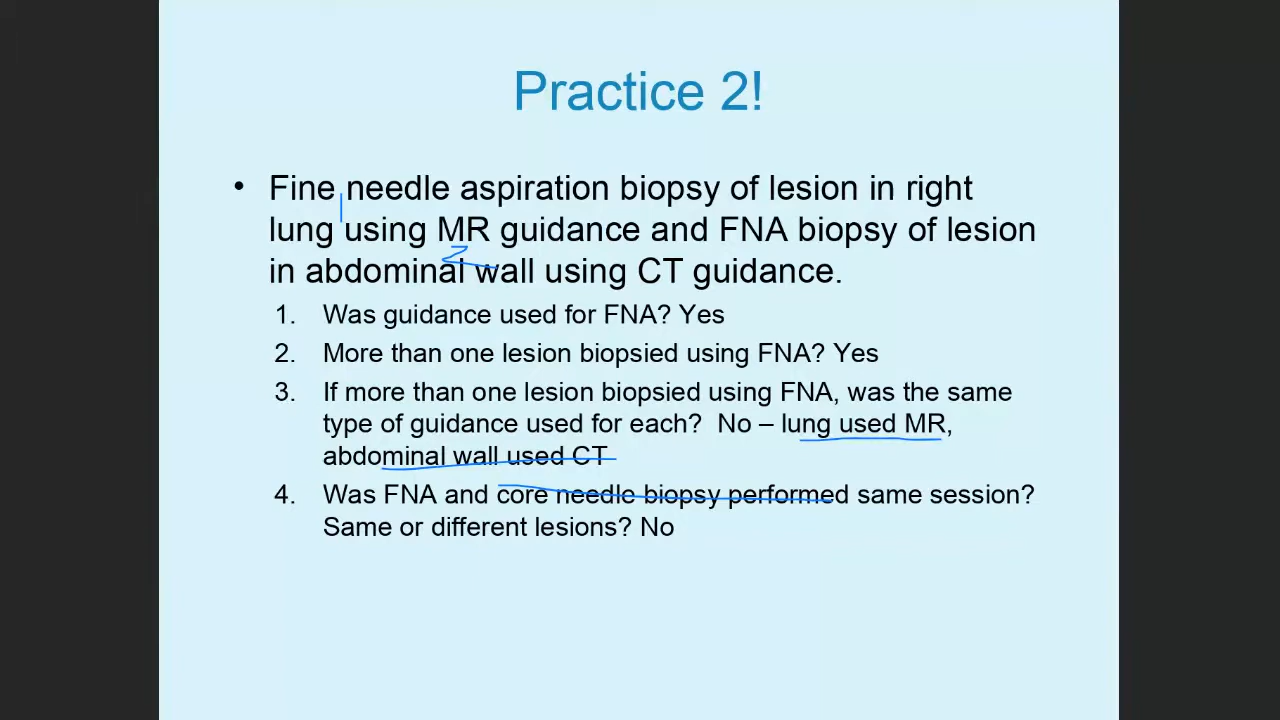 Practice 2!
• Fine needle aspiration biopsy of lesion in right
lung using MR guidance and FNA biopsy of lesion
in abdominal wall using CT guidance.
1. Was guidance used for FNA? Yes
2. More than one lesion biopsied using FNA? Yes
3. If more than one lesion biopsied using FNA, was the same
type of guidance used for each? No – lung used MR,
abdominal wall used CT
4. Was FNA and core needle biopsy performed same session?
Same or different lesions? No